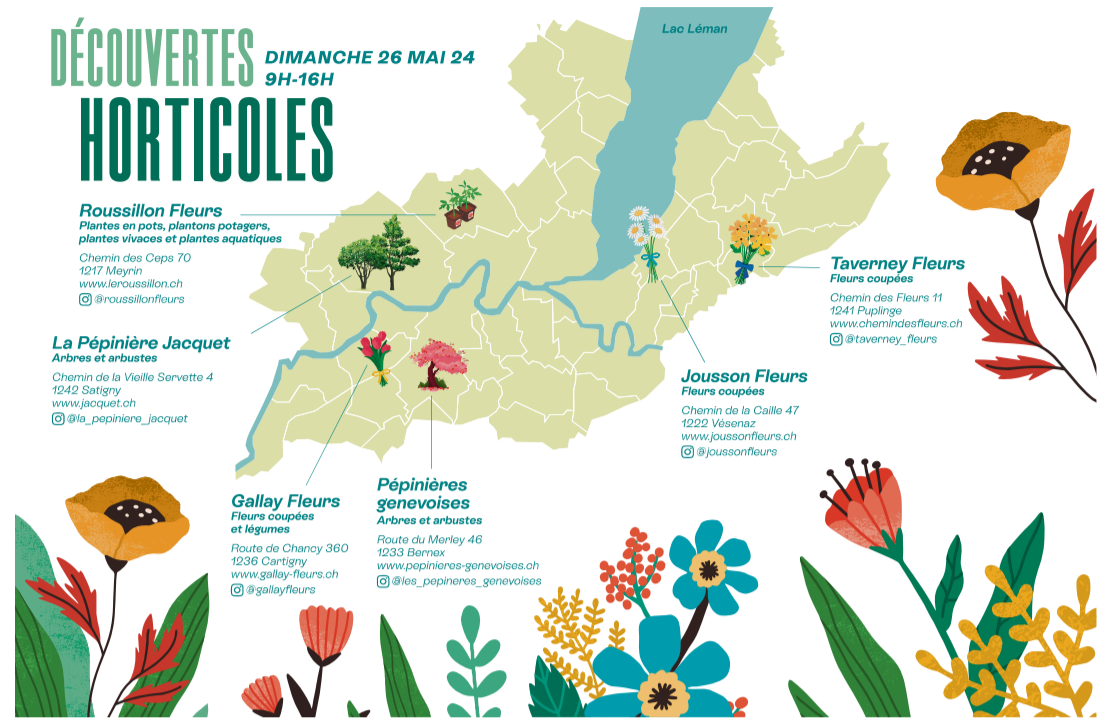 DÉCOUVERTES
HORTICOLES
DIMANCHE 26 MAI 24
9H-16H
Lac Léman
Roussillon Fleurs
Plantes en pots, plantons potagers,
plantes vivaces et plantes aquatiques
Chemin des Ceps 70
1217 Meyrin
www.leroussillon.ch
@roussillonfleurs
La Pépinière Jacquet
Arbres et arbustes
Chemin de la Vieille Servette 4
1242 Satigny
www.jacquet.ch
@la_pepiniere_jacquet
Gallay Fleurs
Fleurs coupées
et légumes
Route de Chancy 360
1236 Cartigny
www.gallay-fleurs.ch
@gallayfleurs
Pépinières
genevoises
Arbres et arbustes
Route du Merley 46
1233 Bernex
www.pepinieres-genevoises.ch
@les_pepineres_genevoises
Jousson Fleurs
Fleurs coupées
Chemin de la Caille 47
1222 Vésenaz
www.joussonfleurs.ch
@joussonfleurs
Taverney Fleurs
Fleurs coupées
Chemin des Fleurs 11
1241 Puplinge
www.chemindesfleurs.ch
@taverney_fleurs